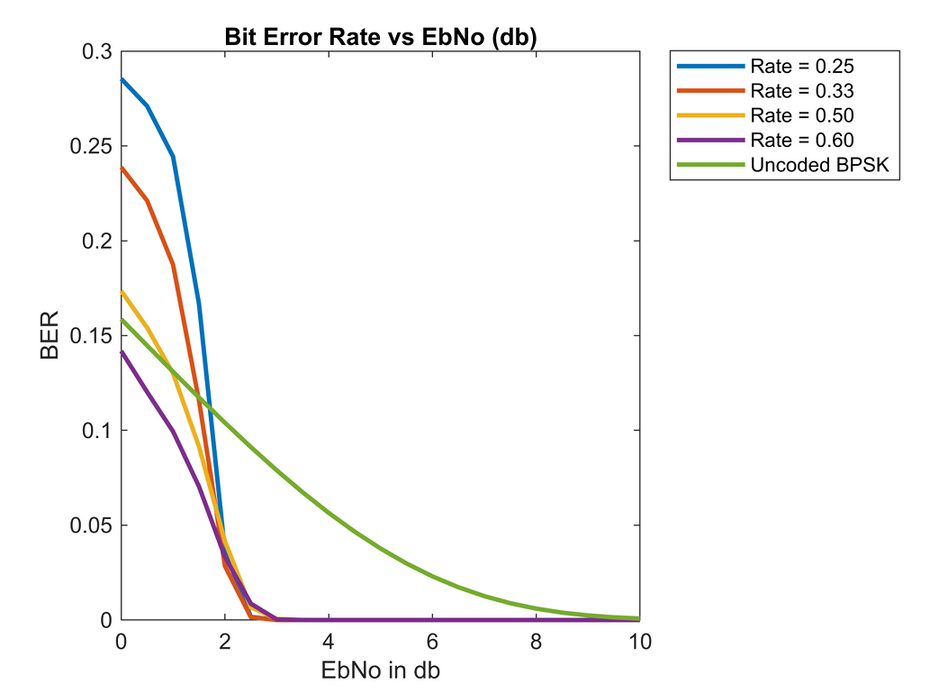 Bit Error Rate vs EbNo (db)
0.3
0.25
0.2
0.15
0.1
0.05
0
BER
0 2 4 6 8 10
EbNo in db
Rate = 0.25
Rate = 0.33
Rate = 0.50
Rate = 0.60
Uncoded BPSK